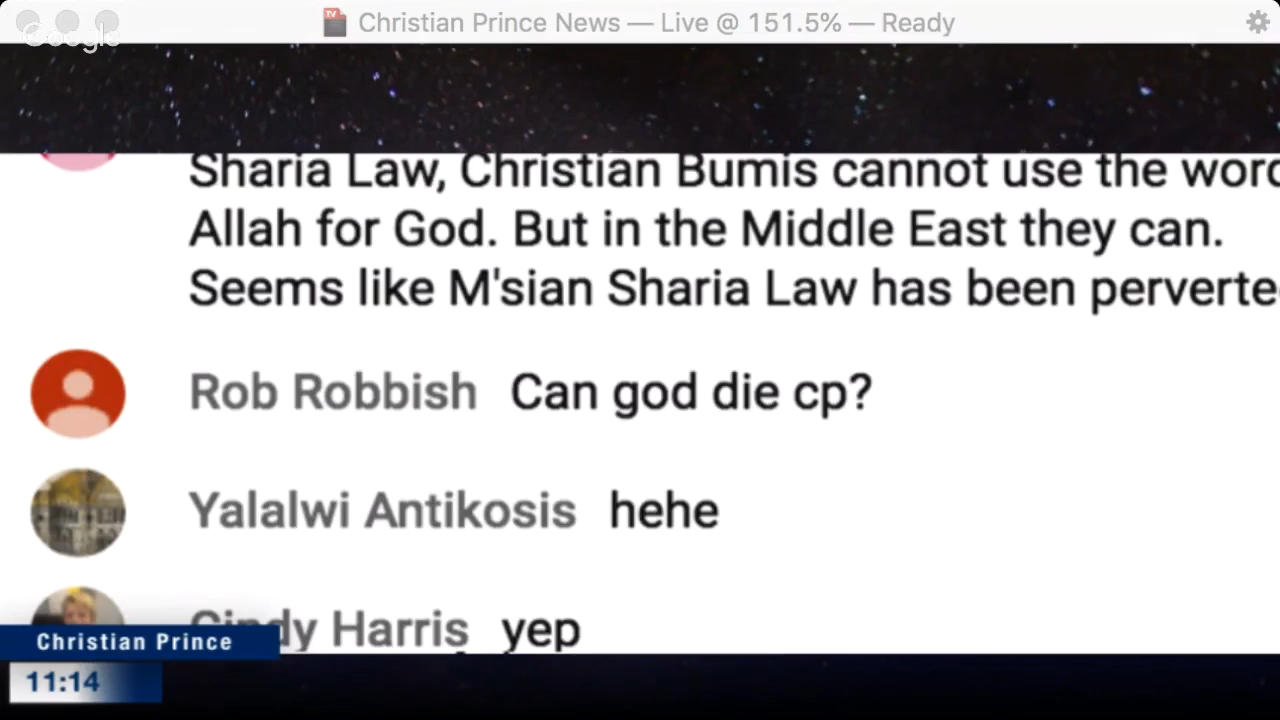 Christian Prince News — Live @ 151.5% — Ready
Google
Sharia Law, Christian Bumis cannot use the word
Allah for God. But in the Middle East they can.
Seems like M'sian Sharia Law has been perverted
Rob Robbish Can god die cp?
Yalalwi Antikosis hehe
Cindy Harris yep
Christian Prince
11:14